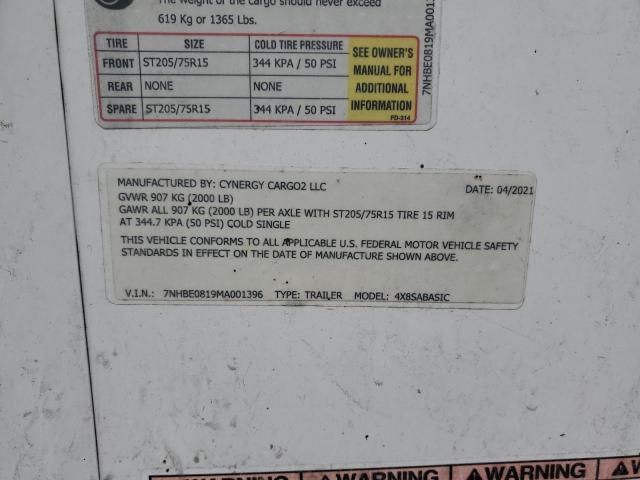 The weight of the cargo should never exceed
619 Kg or 1365 Lbs.
TIRE SIZE COLD TIRE PRESSURE
FRONT ST205/75R15 344 KPA / 50 PSI
REAR NONE NONE
SPARE ST205/75R15 344 KPA / 50 PSI
SEE OWNER'S
MANUAL FOR
ADDITIONAL
INFORMATION
FD-314
7NHBE0819MA0013
MANUFACTURED BY: CYNERGY CARGO2 LLC DATE: 04/2021
GVWR 907 KG (2000 LB)
GAWR ALL 907 KG (2000 LB) PER AXLE WITH ST205/75R15 TIRE 15 RIM
AT 344.7 KPA (50 PSI) COLD SINGLE
THIS VEHICLE CONFORMS TO ALL APPLICABLE U.S. FEDERAL MOTOR VEHICLE SAFETY
STANDARDS IN EFFECT ON THE DATE OF MANUFACTURE SHOWN ABOVE.
V.I.N.: 7NHBE0819MA001396 TYPE: TRAILER MODEL: 4X8SABASIC
WARNING WARNING WARNING WARNING